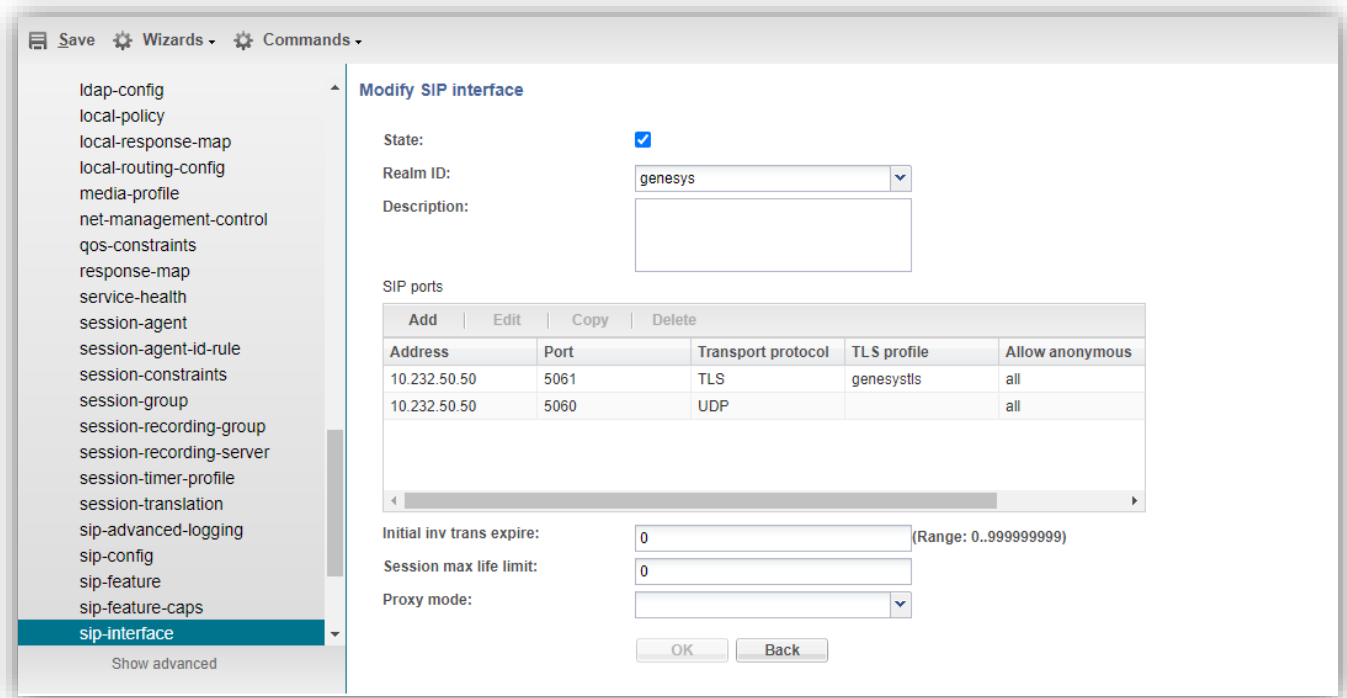 Save Wizards Commands
ldap-config
local-policy
local-response-map
local-routing-config
media-profile
net-management-control
qos-constraints
response-map
service-health
session-agent
session-agent-id-rule
session-constraints
session-group
session-recording-group
session-recording-server
session-timer-profile
session-translation
sip-advanced-logging
sip-config
sip-feature
sip-feature-caps
sip-interface
Show advanced
Modify SIP interface
State:
Realm ID: genesys
Description:
SIP ports
Add Edit Copy Delete
Address Port Transport protocol TLS profile Allow anonymous
10.232.50.50 5061 TLS genesystls all
10.232.50.50 5060 UDP all
Initial inv trans expire: 0 (Range: 0..999999999)
Session max life limit: 0
Proxy mode:
OK Back